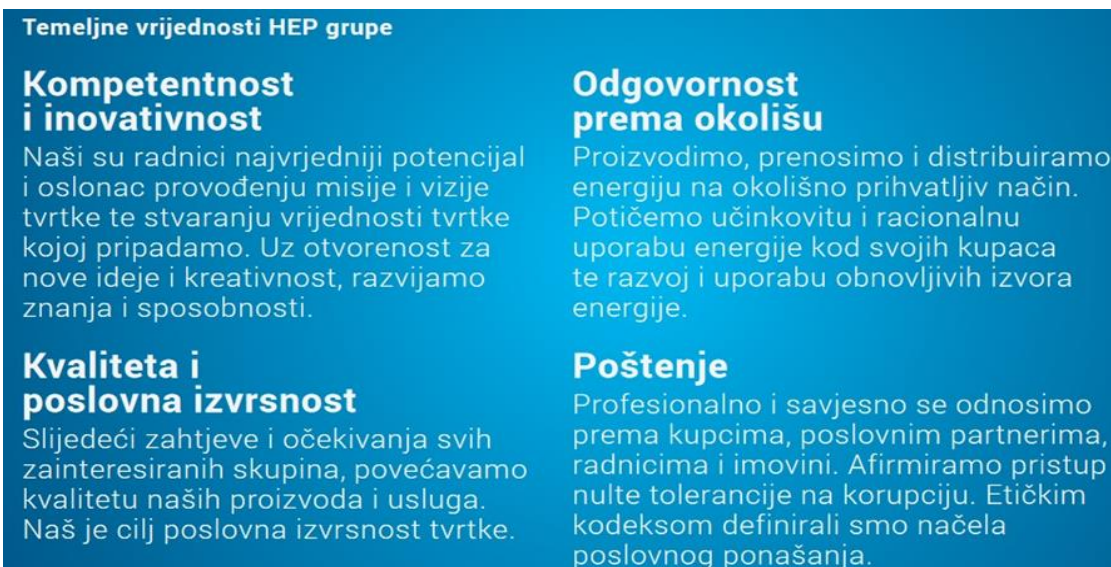 Temeljne vrijednosti HEP grupe
Kompetentnost
i inovativnost
Naši su radnici najvrjedniji potencijal
i oslonac provođenju misije i vizije
tvrtke te stvaranju vrijednosti tvrtke
kojoj pripadamo. Uz otvorenost za
nove ideje i kreativnost, razvijamo
znanja i sposobnosti.
Kvaliteta i
poslovna izvrsnost
Slijedeći zahtjeve i očekivanja svih
zainteresiranih skupina, povećavamo
kvalitetu naših proizvoda i usluga.
Naš je cilj poslovna izvrsnost tvrtke.
Odgovornost
prema okolišu
Proizvodimo, prenosimo i distribuiramo
energiju na okolišno prihvatljiv način.
Potičemo učinkovitu i racionalnu
uporabu energije kod svojih kupaca
te razvoj i uporabu obnovljivih izvora
energije.
Poštenje
Profesionalno i savjesno se odnosimo
prema kupcima, poslovnim partnerima,
radnicima i imovini. Afirmiramo pristup
nulte tolerancije na korupciju. Etičkim
kodeksom definirali smo načela
poslovnog ponašanja.